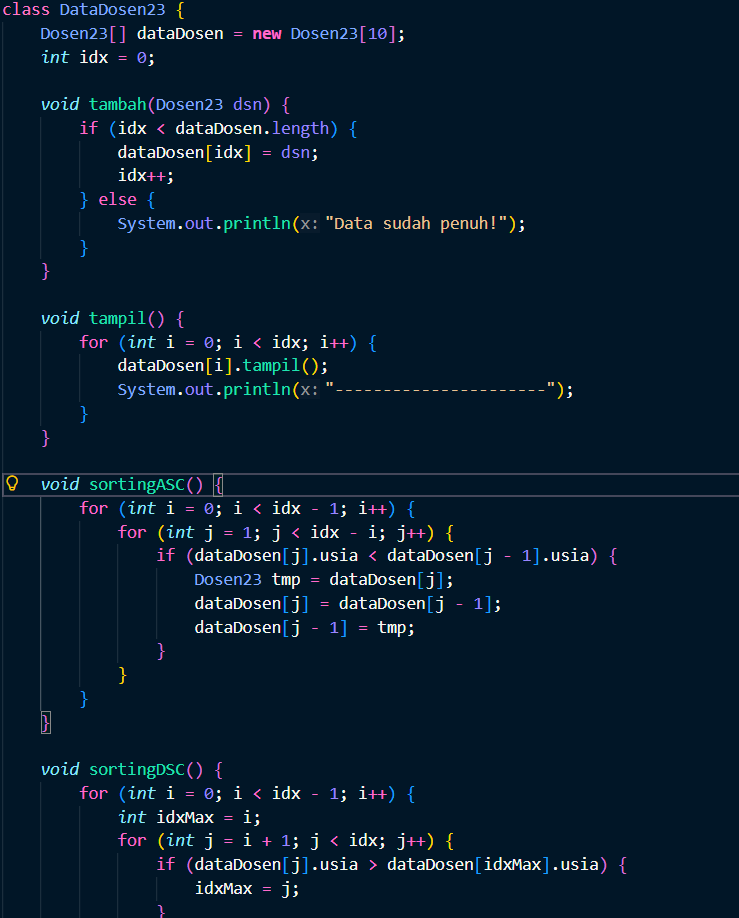 class DataDosen23 {
    Dosen23[] dataDosen = new Dosen23[10];
    int idx = 0;

    void tambah(Dosen23 dsn) {
        if (idx < dataDosen.length) {
            dataDosen[idx] = dsn;
            idx++;
        } else {
            System.out.println(x: "Data sudah penuh!");
        }
    }

    void tampil() {
        for (int i = 0; i < idx; i++) {
            dataDosen[i].tampil();
            System.out.println(x: "----------------------");
        }
    }

    void sortingASC() {
        for (int i = 0; i < idx - 1; i++) {
            for (int j = 1; j < idx - i; j++) {
                if (dataDosen[j].usia < dataDosen[j - 1].usia) {
                    Dosen23 tmp = dataDosen[j];
                    dataDosen[j] = dataDosen[j - 1];
                    dataDosen[j - 1] = tmp;
                }
            }
        }
    }

    void sortingDSC() {
        for (int i = 0; i < idx - 1; i++) {
            int idxMax = i;
            for (int j = i + 1; j < idx; j++) {
                if (dataDosen[j].usia > dataDosen[idxMax].usia) {
                    idxMax = j;
                }